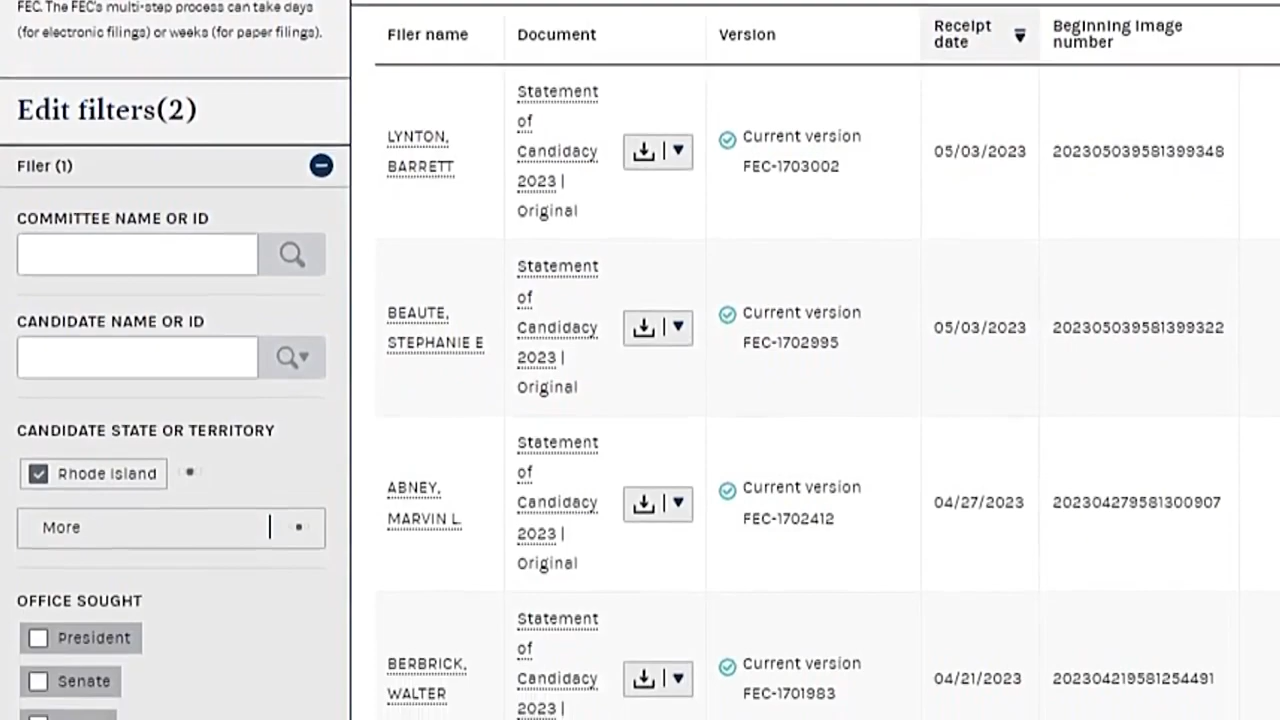 FEC. The FEC's multi-step process can take days
(for electronic filings) or weeks (for paper filings).
Edit filters(2)
Filer (1)
COMMITTEE NAME OR ID
CANDIDATE NAME OR ID
CANDIDATE STATE OR TERRITORY
Rhode Island
More
OFFICE SOUGHT
President
Senate
Filer name
Document
Version
Receipt
date
Beginning image
number
LYNTON,
BARRETT
Statement
of
Candidacy
2023 |
Original
Current version
FEC-1703002
05/03/2023
202305039581399348
BEAUTE,
STEPHANIE E
Statement
of
Candidacy
2023 |
Original
Current version
FEC-1702995
05/03/2023
202305039581399322
ABNEY,
MARVIN L.
Statement
of
Candidacy
2023 |
Original
Current version
FEC-1702412
04/27/2023
202304279581300907
BERBRICK,
WALTER
Statement
of
Candidacy
2023 |
Current version
FEC-1701983
04/21/2023
202304219581254491